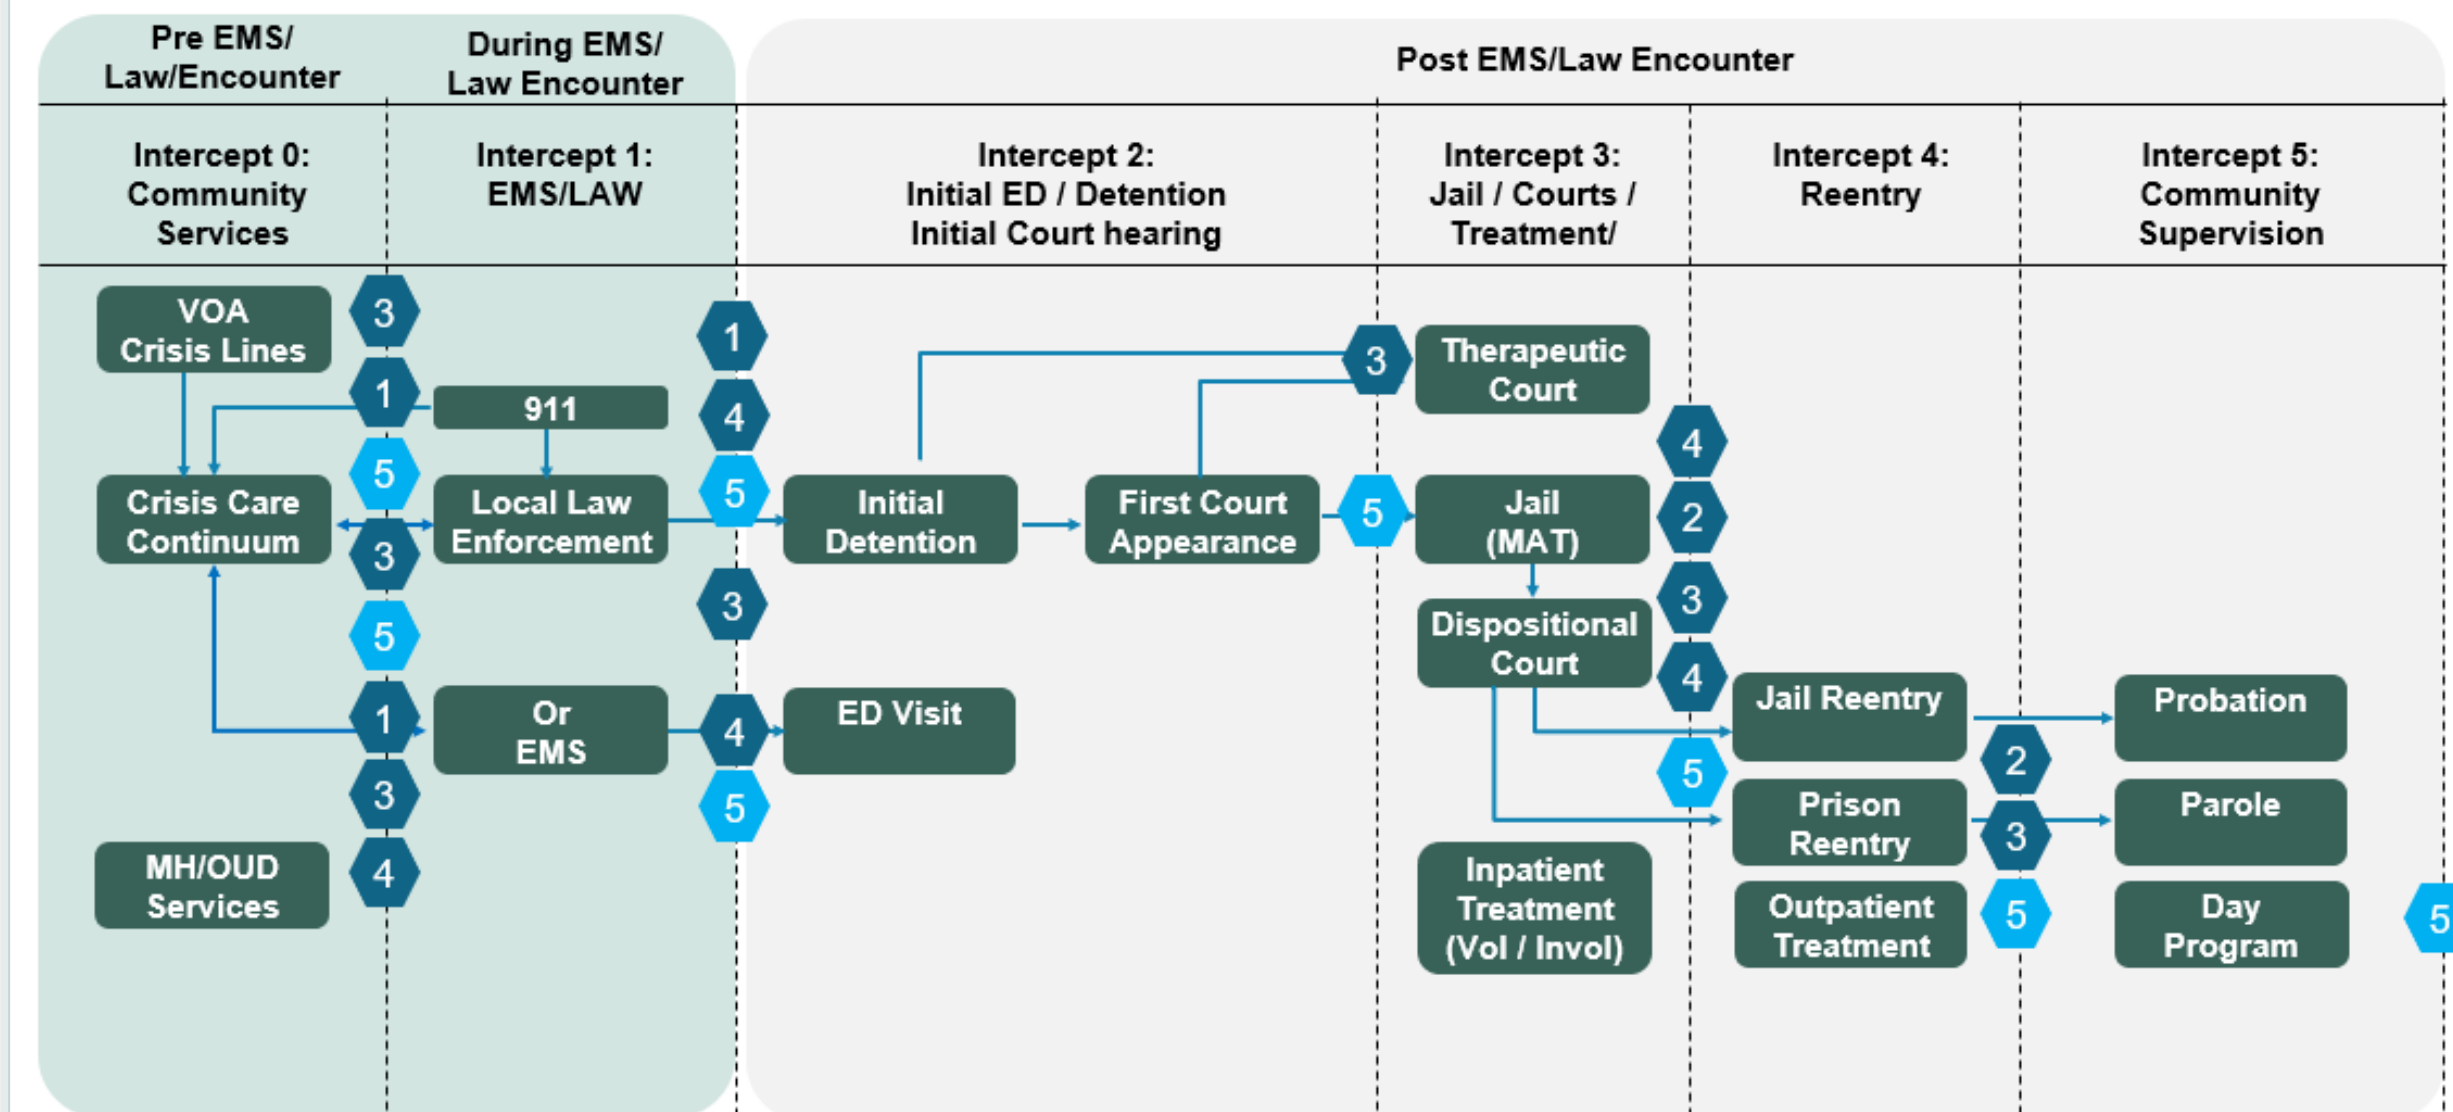 Pre EMS/
Law/Encounter
During EMS/
Law Encounter
Post EMS/Law Encounter
Intercept 0:
Community
Services
Intercept 1:
EMS/LAW
Intercept 2:
Initial ED / Detention
Initial Court hearing
Intercept 3:
Jail / Courts /
Treatment/
Intercept 4:
Reentry
Intercept 5:
Community
Supervision
VOA
Crisis Lines
Crisis Care
Continuum
MH/OUD
Services
3
1
5
3
5
1
3
4
911
Local Law
Enforcement
Or
EMS
1
4
5
3
4
5
Initial
Detention
ED Visit
First Court
Appearance
3
5
Therapeutic
Court
Jail
(MAT)
Dispositional
Court
Inpatient
Treatment
(Vol / Invol)
4
2
3
4
5
Jail Reentry
Prison
Reentry
Outpatient
Treatment
2
3
5
Probation
Parole
Day
Program
5